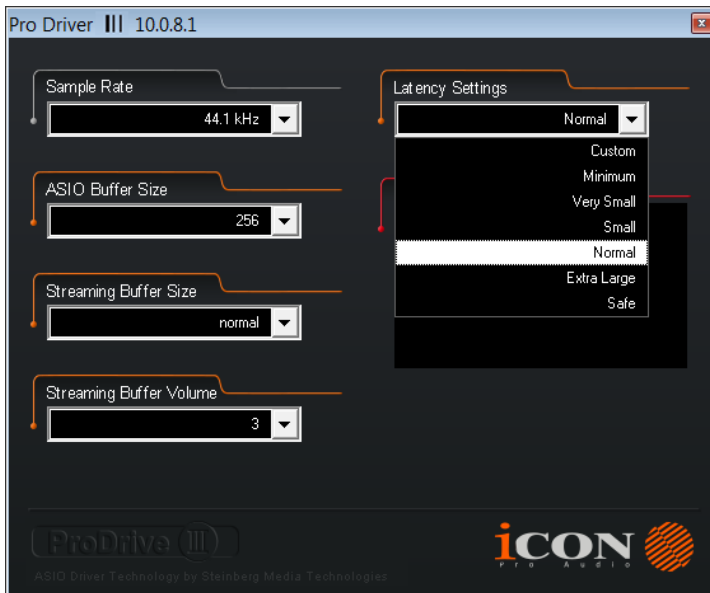 Pro Driver III 10.0.8.1
Sample Rate
44.1 kHz
ASIO Buffer Size
256
Streaming Buffer Size
normal
Streaming Buffer Volume
3
Latency Settings
Normal
Custom
Minimum
Very Small
Small
Normal
Extra Large
Safe
ProDrive III
ASIO Driver Technology by Steinberg Media Technologies
iCON
Pro Audio